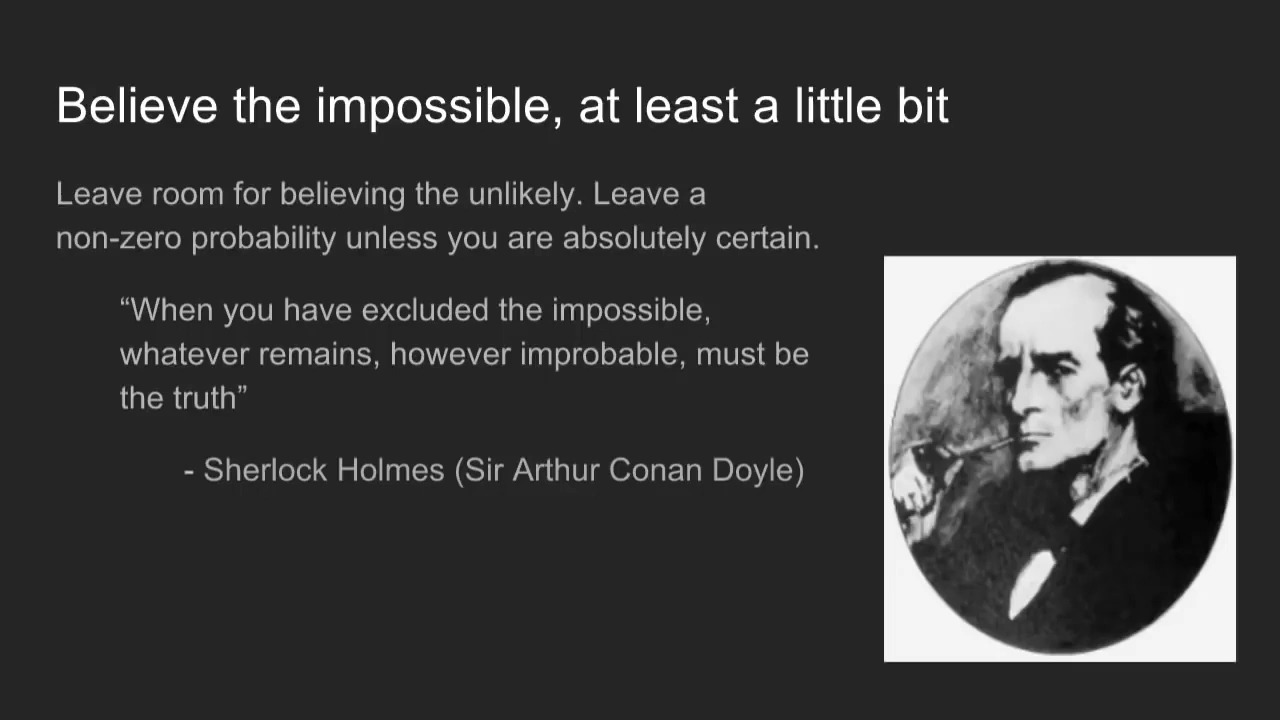 Believe the impossible, at least a little bit
Leave room for believing the unlikely. Leave a
non-zero probability unless you are absolutely certain.
“When you have excluded the impossible,
whatever remains, however improbable, must be
the truth”
- Sherlock Holmes (Sir Arthur Conan Doyle)